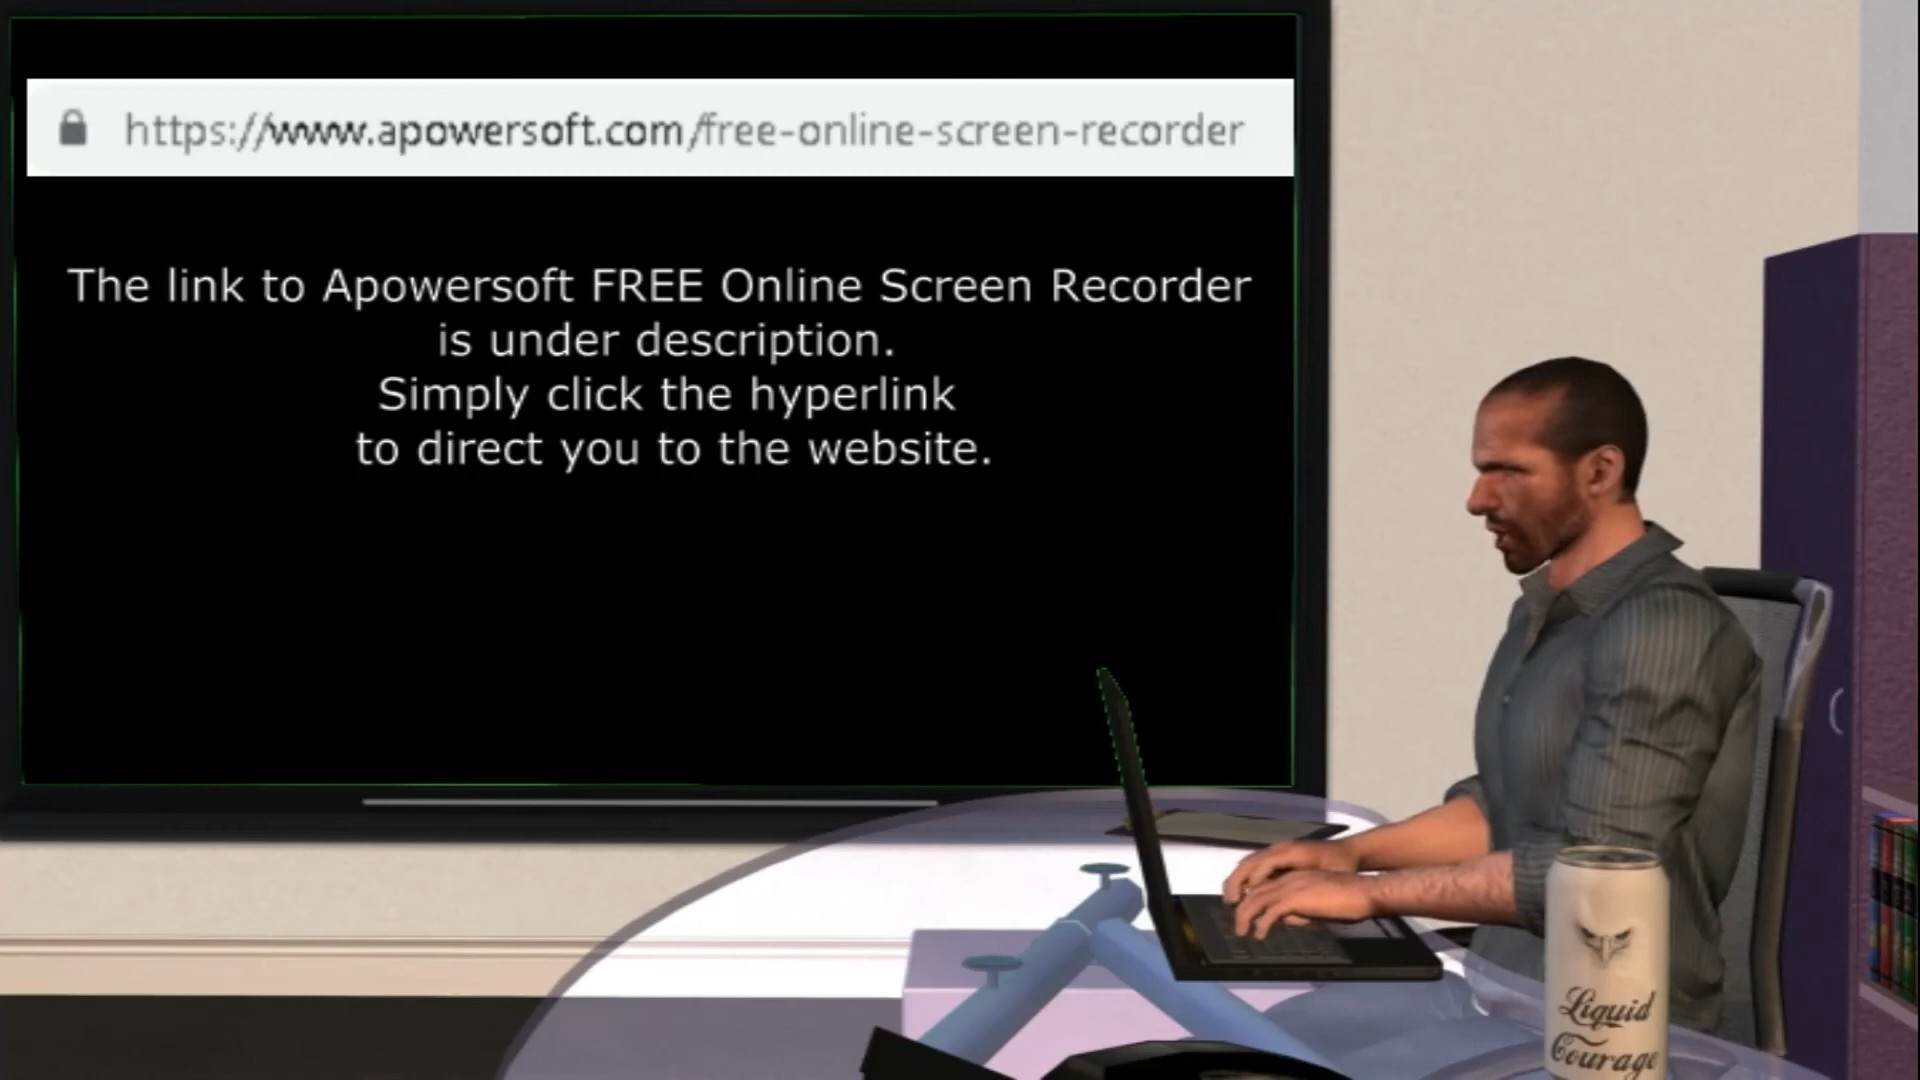 https://www.apowersoft.com/free-online-screen-recorder
The link to Apowersoft FREE Online Screen Recorder
is under description.
Simply click the hyperlink
to direct you to the website.
Liquid
Courage